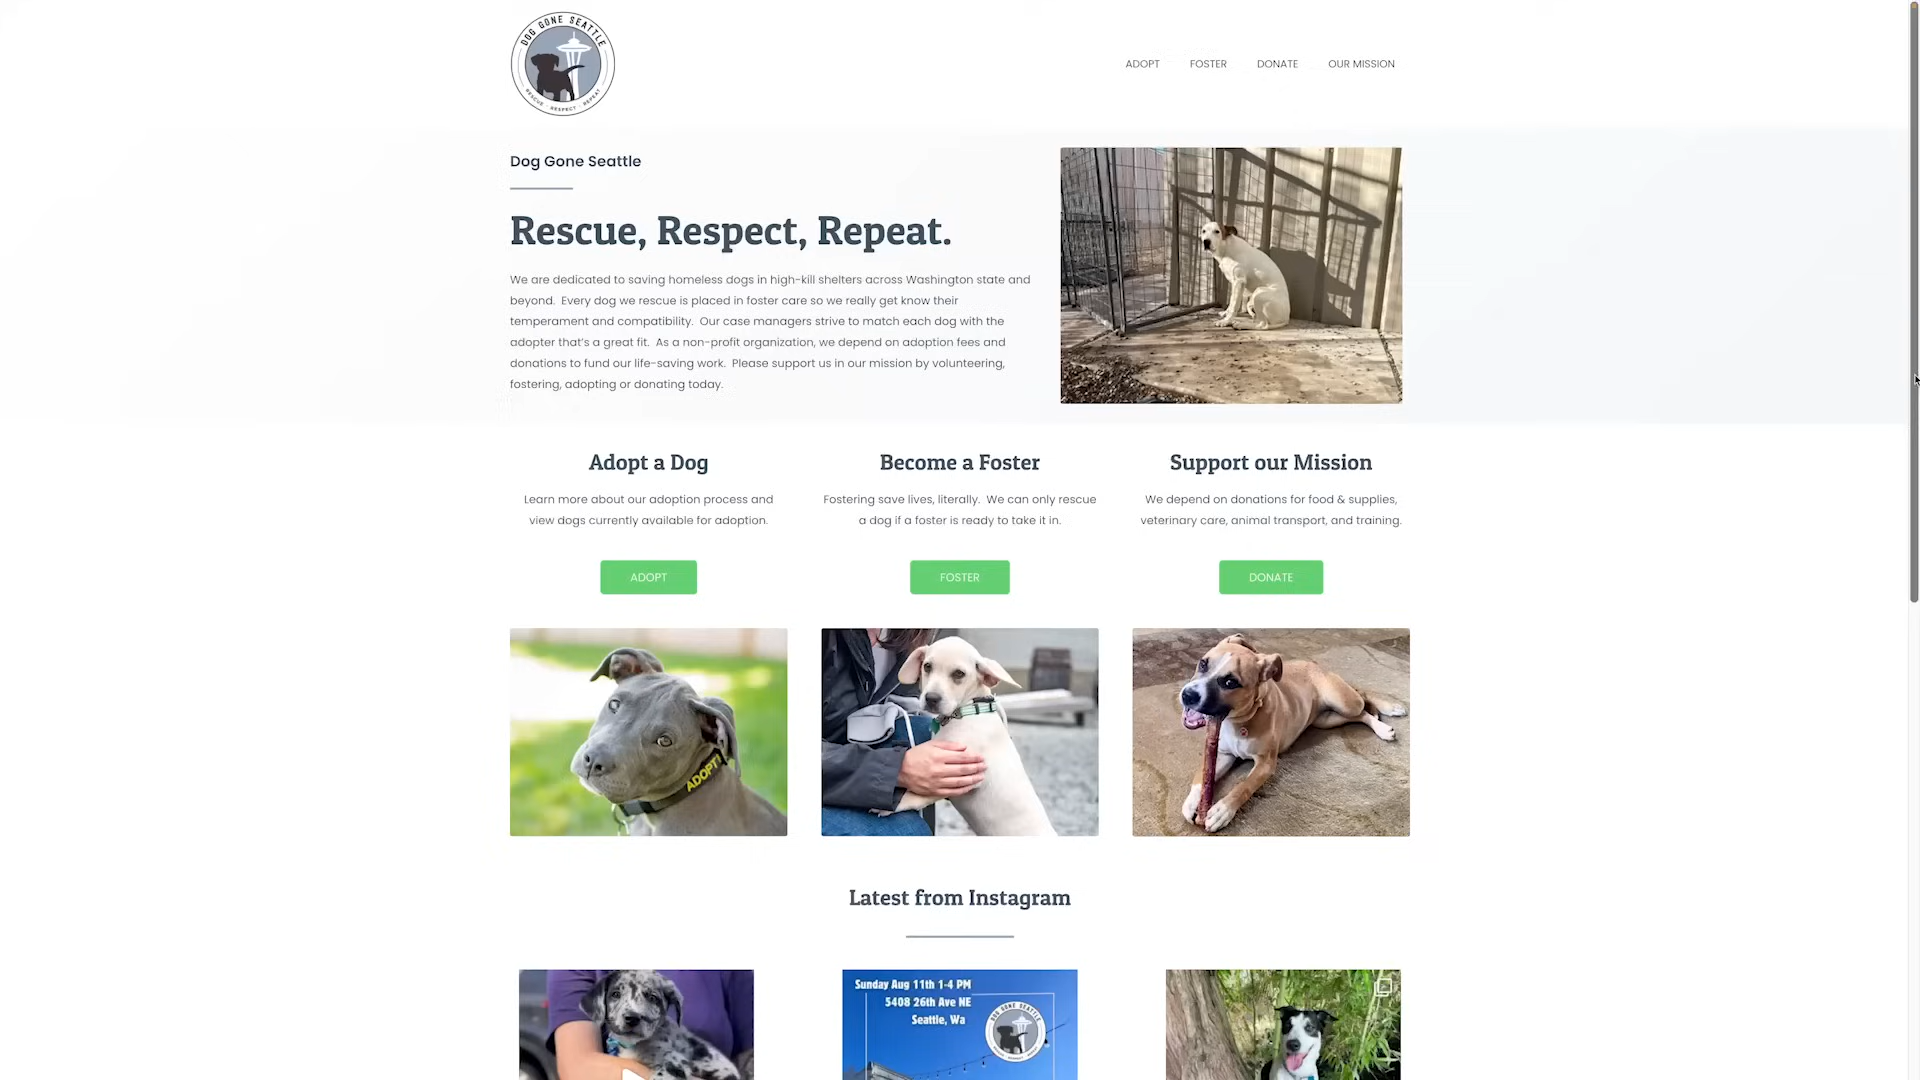 DOG GONE SEATTLE
RESCUE · RESPECT · REPEAT
ADOPT FOSTER DONATE OUR MISSION
Dog Gone Seattle
Rescue, Respect, Repeat.
We are dedicated to saving homeless dogs in high-kill shelters across Washington state and
beyond. Every dog we rescue is placed in foster care so we really get know their
temperament and compatibility. Our case managers strive to match each dog with the
adopter that's a great fit. As a non-profit organization, we depend on adoption fees and
donations to fund our life-saving work. Please support us in our mission by volunteering,
fostering, adopting or donating today.
Adopt a Dog
Learn more about our adoption process and
view dogs currently available for adoption.
ADOPT
Become a Foster
Fostering save lives, literally. We can only rescue
a dog if a foster is ready to take it in.
FOSTER
Support our Mission
We depend on donations for food & supplies,
veterinary care, animal transport, and training.
DONATE
ADOPT
Latest from Instagram
Sunday Aug 11th 1-4 PM
5408 26th Ave NE
Seattle, Wa
DOG GONE SEATTLE